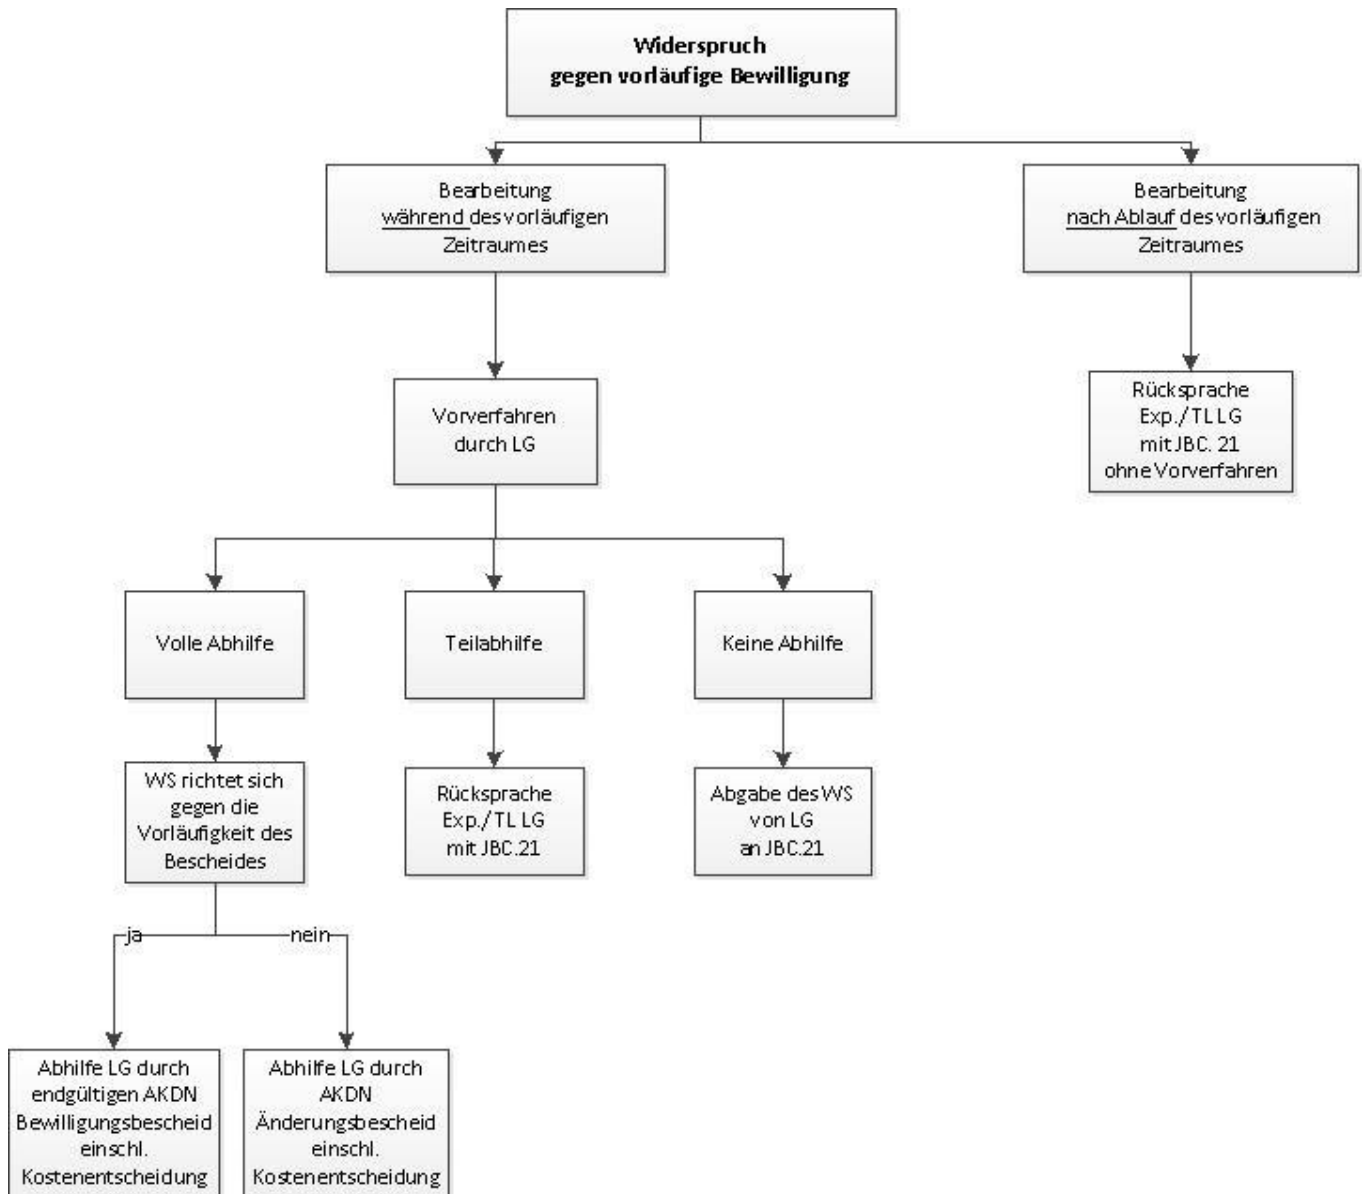 Widerspruch
gegen vorläufige Bewilligung
Bearbeitung
während des vorläufigen
Zeitraumes
Bearbeitung
nach Ablauf des vorläufigen
Zeitraumes
Vorverfahren
durch LG
Rücksprache
Exp./ TL LG
mit JBC. 21
ohne Vorverfahren
Volle Abhilfe
Teilabhilfe
Keine Abhilfe
WS richtet sich
gegen die
Vorläufigkeit des
Bescheides
Rücksprache
Exp./ TL LG
mit JBC.21
Abgabe des WS
von LG
an JBC.21
ja
nein
Abhilfe LG durch
endgültigen AKDN
Bewilligungsbescheid
einschl.
Kostenentscheidung
Abhilfe LG durch
AKDN
Änderungsbescheid
einschl.
Kostenentscheidung